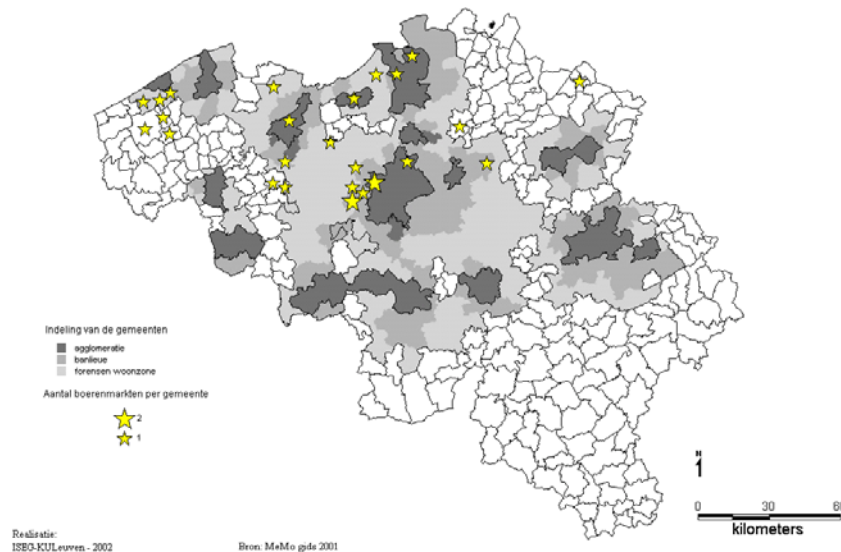 Indeling van de gemeenten
agglomeratie
banlieue
forensen woonzone
Aantal boerenmarkten per gemeente
2
1
N
0 30 60
kilometers
Realisatie:
ISEG-KULeuven - 2002
Bron: MeMo gids 2001